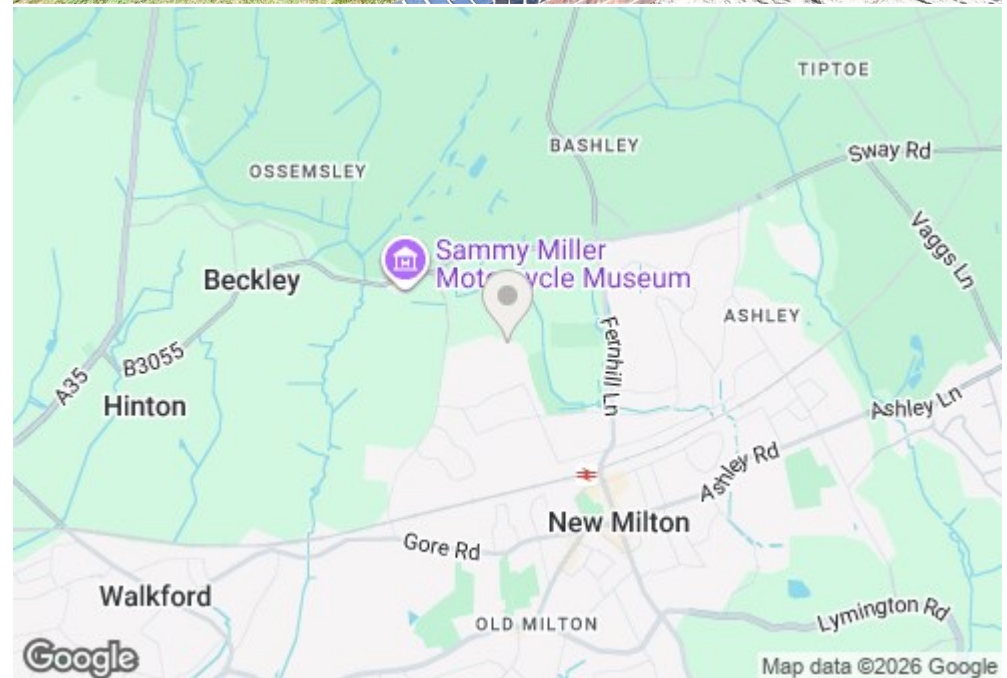 TIPTOE
BASHLEY
Sway Rd
OSSEMSLEY
Vaggs Ln
Sammy Miller
Motorcycle Museum
Beckley
ASHLEY
Fernhill Ln
B3055
A35
Hinton
Ashley Ln
Ashley Rd
New Milton
Gore Rd
Walkford
Lymington Rd
OLD MILTON
Google
Map data ©2026 Google